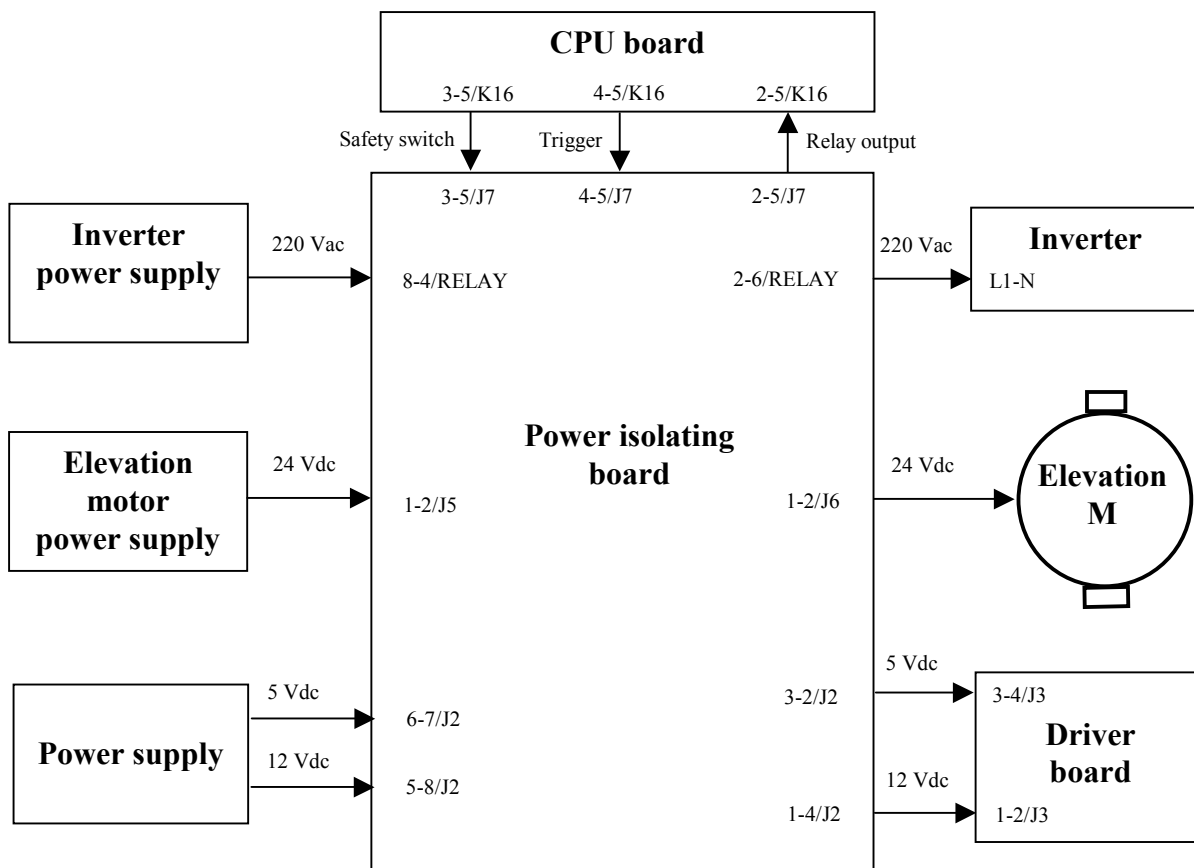 CPU board
3-5/K16
4-5/K16
2-5/K16
Safety switch
Trigger
Relay output
3-5/J7
4-5/J7
2-5/J7
Inverter
power supply
220 Vac
8-4/RELAY
2-6/RELAY
220 Vac
Inverter
L1-N
Elevation
motor
power supply
24 Vdc
1-2/J5
Power isolating
board
1-2/J6
24 Vdc
Elevation
M
Power supply
5 Vdc
12 Vdc
6-7/J2
5-8/J2
3-2/J2
1-4/J2
5 Vdc
12 Vdc
3-4/J3
Driver
board
1-2/J3